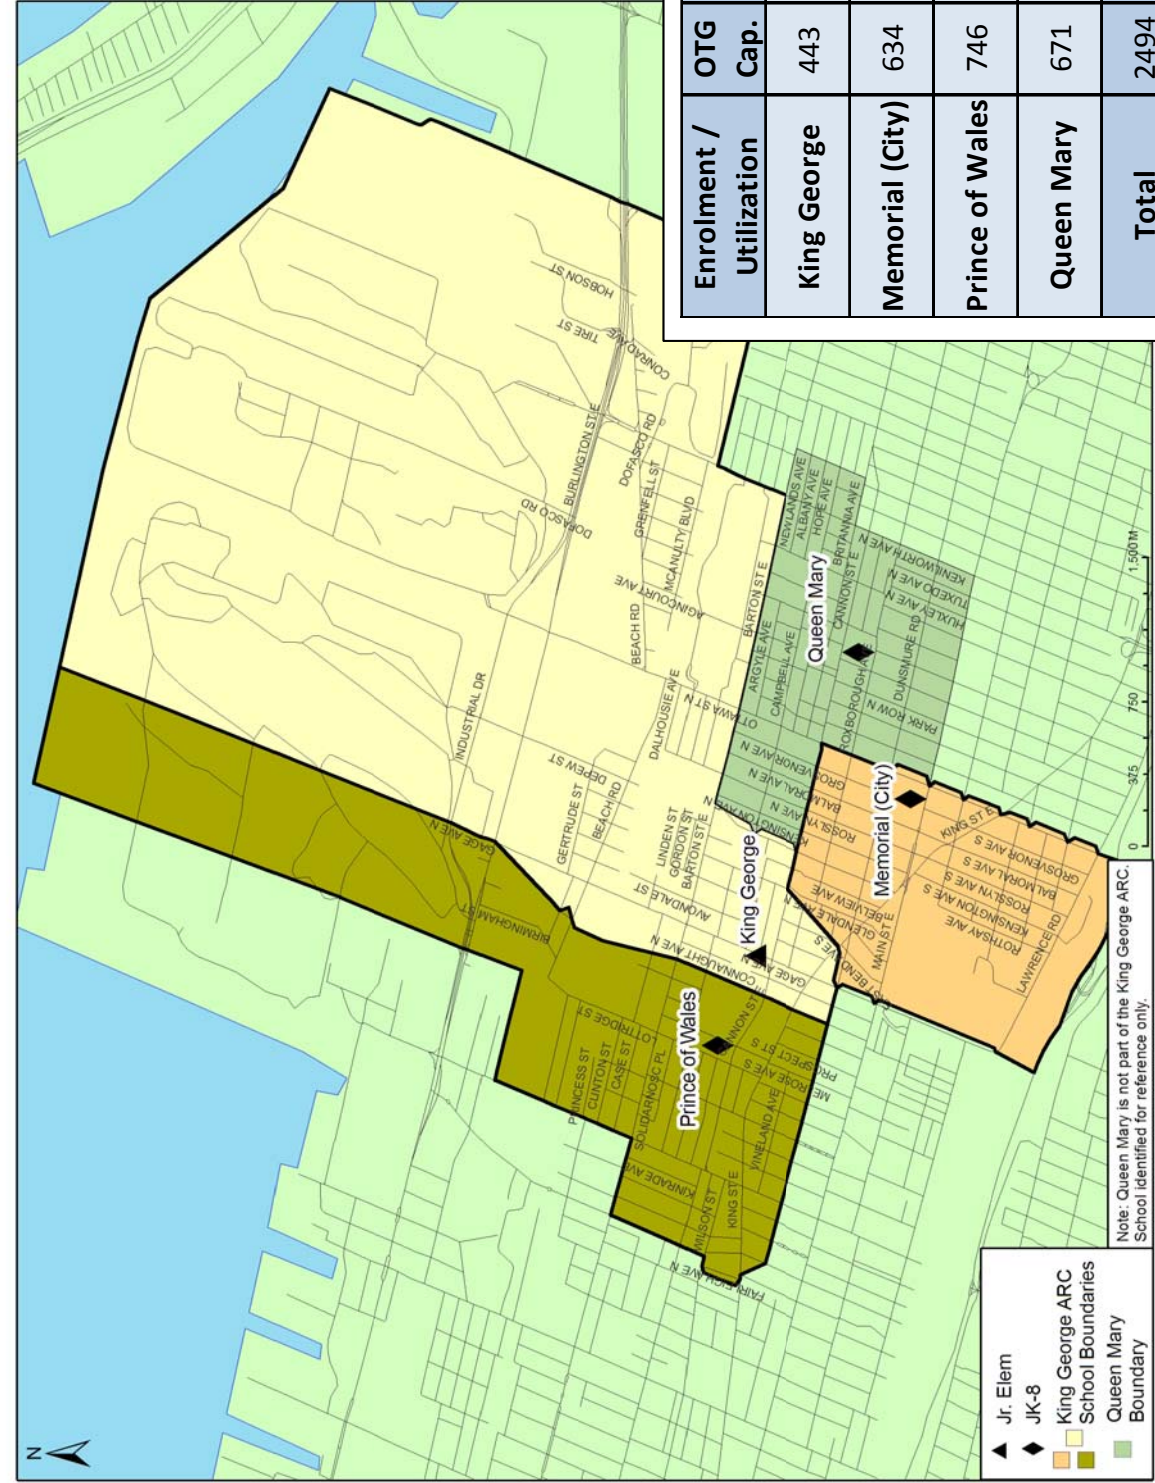 N
HOBSON ST
TIRE ST
CONRAD AVE
BURLINGTON ST E
DOFASCO RD
DOFASCO RD
GRENFELL ST
MCANULTY BLVD
AGINCOURT AVE
BEACH RD
BARTON ST E
INDUSTRIAL DR
DALHOUSIE AVE
OTTAWA ST N
DEPEW ST
GERTRUDE ST
BEACH RD
GAGE AVE N
BIRMINGHAM ST
LINDEN ST
GORDON ST
BARTON ST E
AVONDALE ST
CONNAUGHT AVE N
King George
GAGE AVE N
NEWLANDS AVE
ALBANY AVE
HOPE AVE
BRITANNIA AVE
CANNON ST E
Queen Mary
ARGYLE AVE
CAMPBELL AVE
ROXBOROUGH AVE
DUNSMURE RD
PARK ROW N
KENILWORTH AVE N
TUXEDO AVE N
HUXLEY AVE N
GROSVENOR AVE N
BALMORAL AVE N
KENSINGTON AVE N
ROSSLYN AVE N
Memorial (City)
GLENDALE AVE N
BELVIEW AVE
MAIN ST E
KING ST E
GROSVENOR AVE S
BALMORAL AVE S
ROSSLYN AVE S
KENSINGTON AVE S
ROTHSAY AVE
LAWRENCE RD
Prince of Wales
LOTTRIDGE ST
PRINCESS ST
CLINTON ST
CASE ST
SOLIDARNOSC PL
CANNON ST E
PROSPECT ST S
MELROSE AVE S
VINELAND AVE
KINRADE AVE
WILSON ST
KING ST E
FAIRLEIGH AVE N
0 375 750 1,500 M
Jr. Elem
JK-8
King George ARC
School Boundaries
Queen Mary
Boundary
Note: Queen Mary is not part of the King George ARC.
School identified for reference only.
Enrolment / OTG
Utilization Cap.
King George 443
Memorial (City) 634
Prince of Wales 746
Queen Mary 671
Total 2494